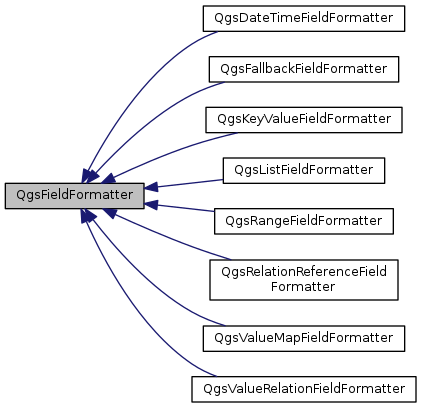 QgsDateTimeFieldFormatter
QgsFallbackFieldFormatter
QgsKeyValueFieldFormatter
QgsListFieldFormatter
QgsFieldFormatter
QgsRangeFieldFormatter
QgsRelationReferenceField
Formatter
QgsValueMapFieldFormatter
QgsValueRelationFieldFormatter